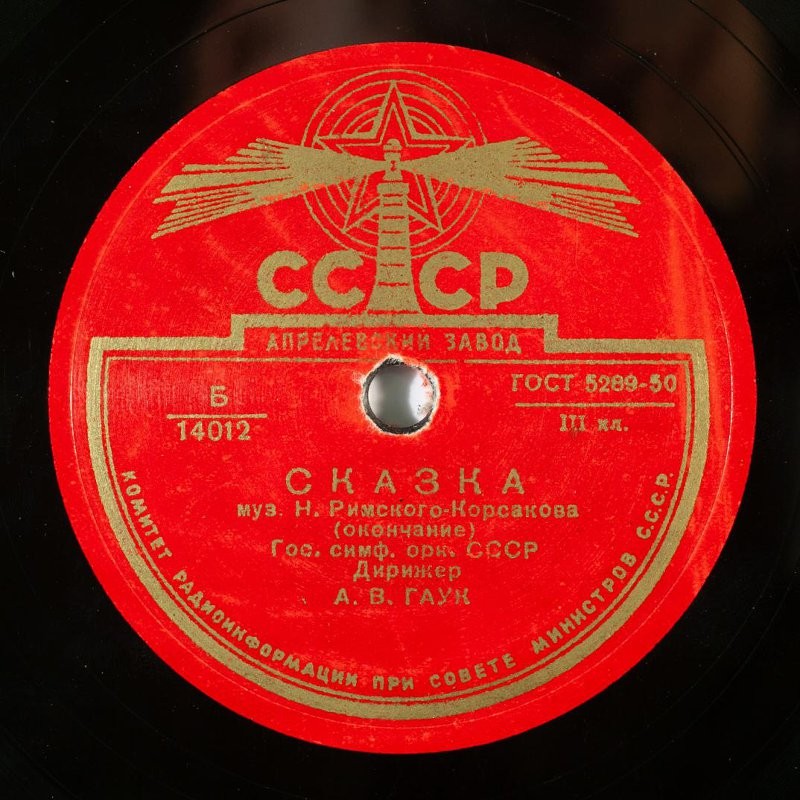 СССР
АПРЕЛЕВСКИЙ ЗАВОД
Б
14012
ГОСТ 5289-50
III кл.
СКАЗКА
муз. Н. Римского-Корсакова
(окончание)
Гос. симф. орк. СССР
Дирижер
А. В. ГАУК
КОМИТЕТ РАДИОИНФОРМАЦИИ ПРИ СОВЕТЕ МИНИСТРОВ С.С.С.Р.